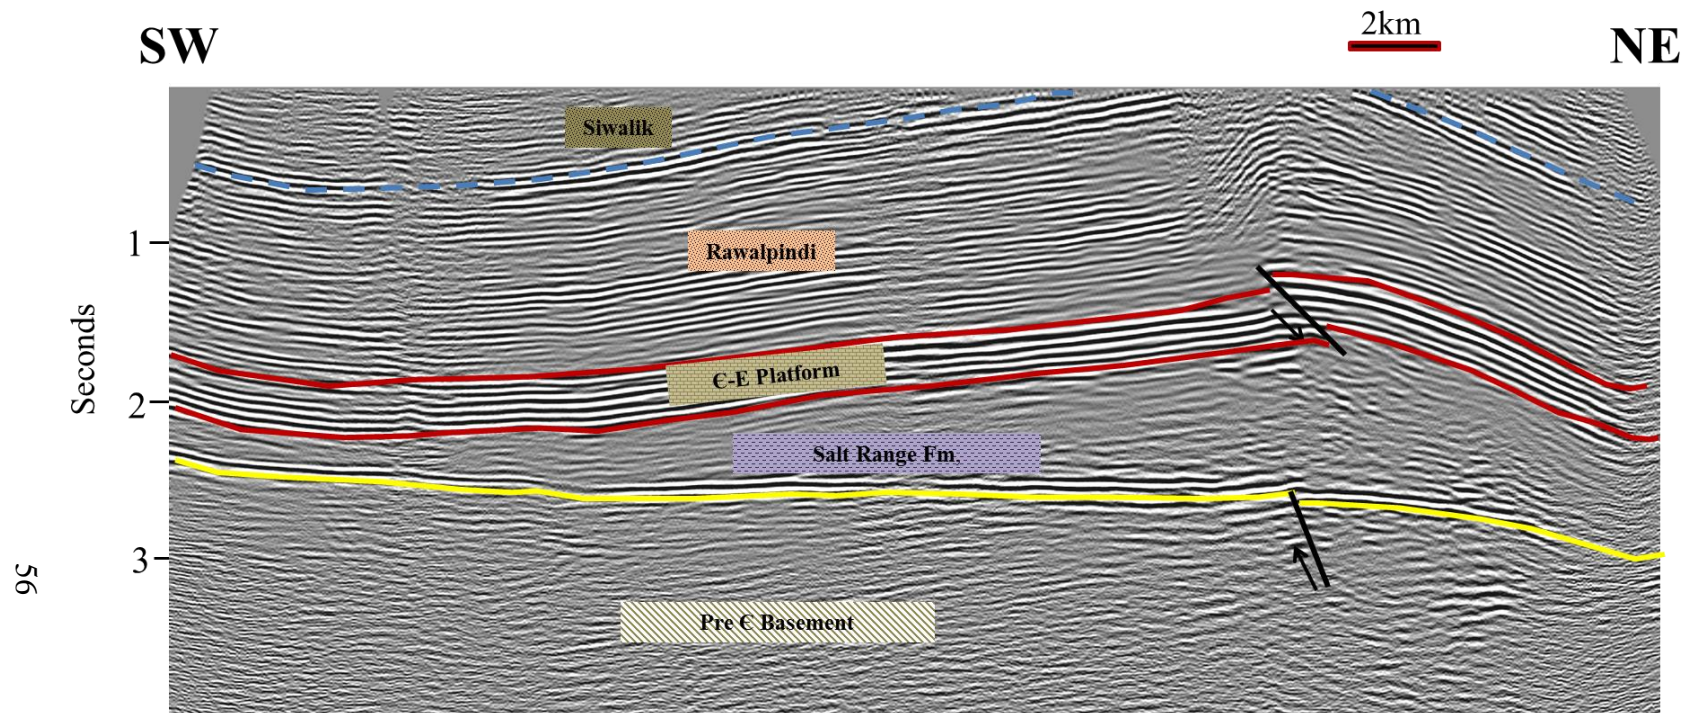 2km
SW
NE
Siwalik
1
Rawalpindi
Seconds
Є-E Platform
2
Salt Range Fm,
3
56
Pre Є Basement